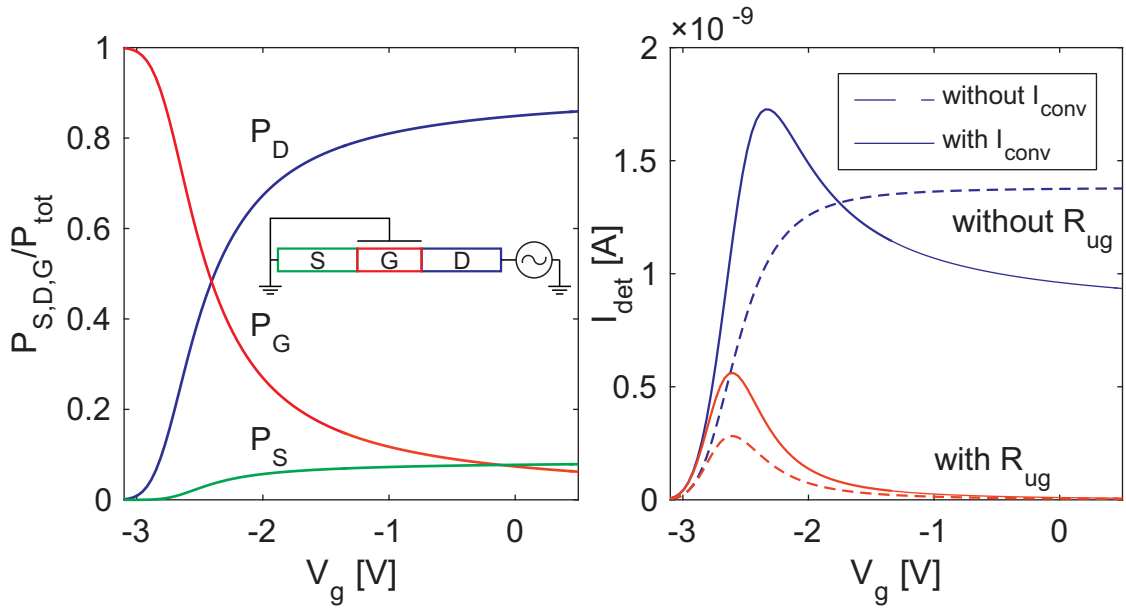 P_S,D,G/P_tot
1
0.8
0.6
0.4
0.2
0
P_D
P_G
P_S
S G D
-3 -2 -1 0
V_g [V]
×10^-9
I_det [A]
2
1.5
1
0.5
0
without I_conv
with I_conv
without R_ug
with R_ug
-3 -2 -1 0
V_g [V]